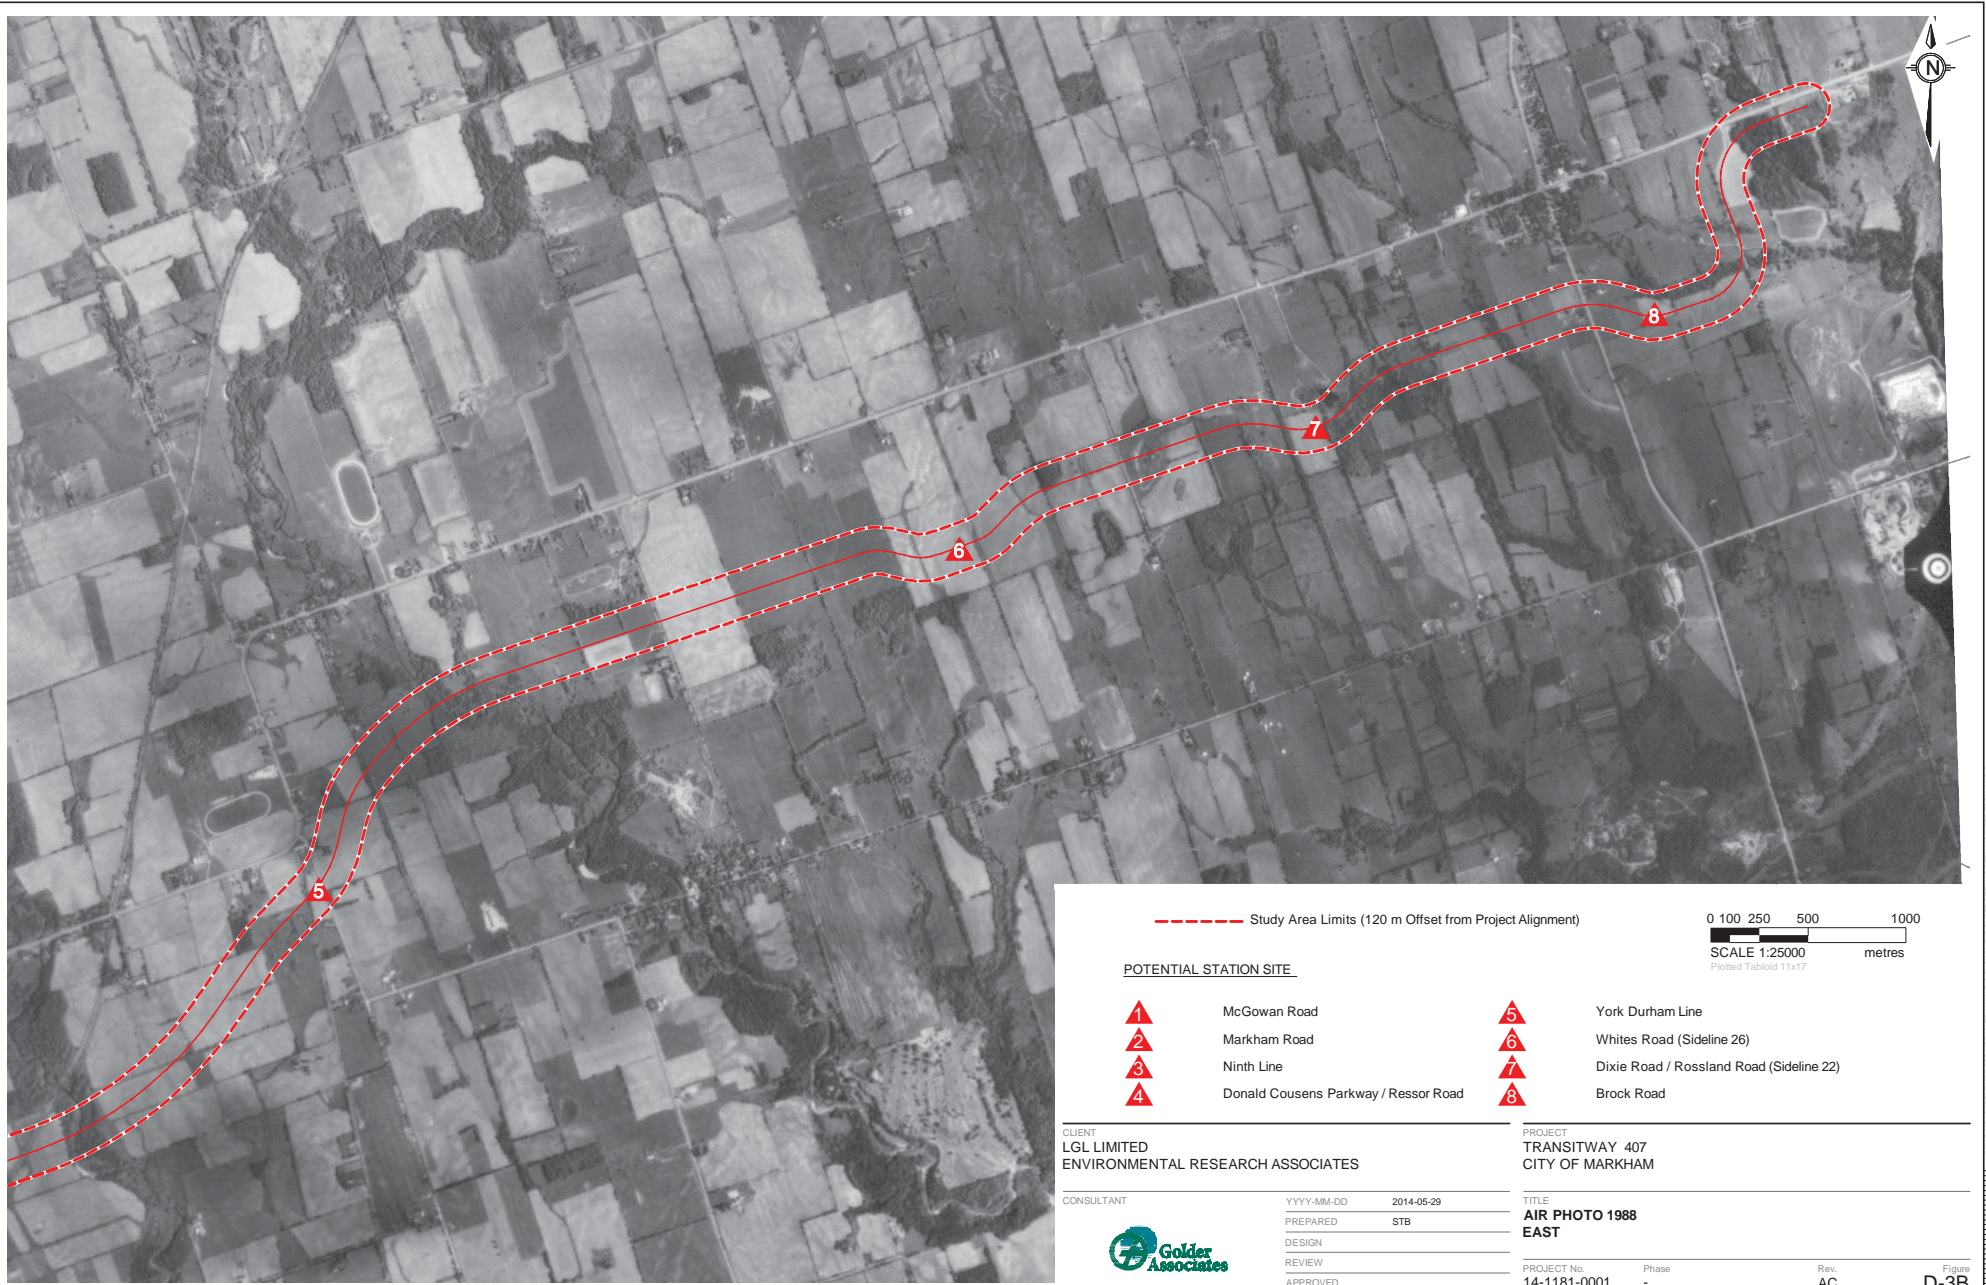 N
8
7
6
5
Study Area Limits (120 m Offset from Project Alignment)
0 100 250 500 1000
SCALE 1:25000 metres
Plotted Tabloid 11x17
POTENTIAL STATION SITE
1 McGowan Road
2 Markham Road
3 Ninth Line
4 Donald Cousens Parkway / Ressor Road
5 York Durham Line
6 Whites Road (Sideline 26)
7 Dixie Road / Rossland Road (Sideline 22)
8 Brock Road
CLIENT
LGL LIMITED
ENVIRONMENTAL RESEARCH ASSOCIATES
PROJECT
TRANSITWAY 407
CITY OF MARKHAM
CONSULTANT
Golder
Associates
YYYY-MM-DD 2014-05-29
PREPARED STB
DESIGN
REVIEW
APPROVED
TITLE
AIR PHOTO 1988
EAST
PROJECT No. Phase Rev. Figure
14-1181-0001 - AC D-3B